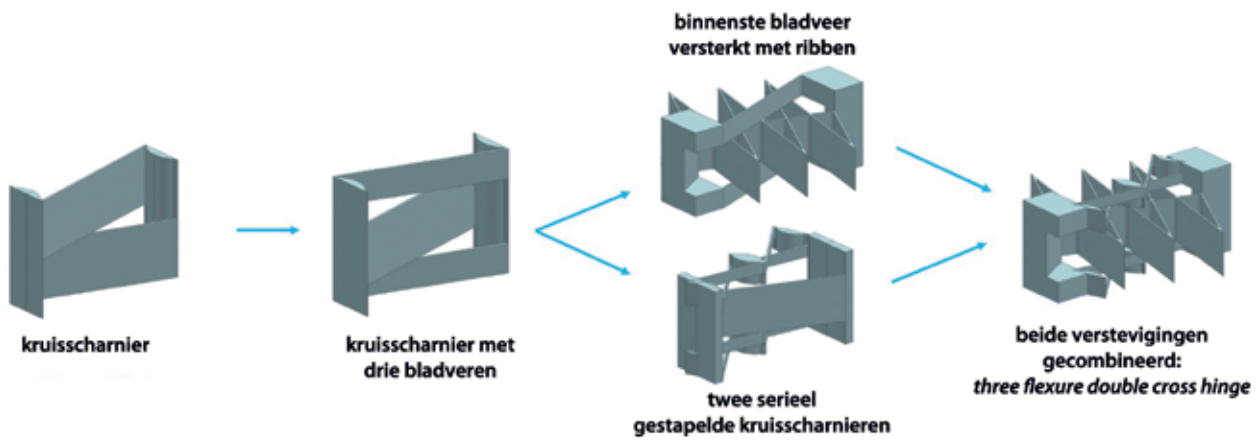 binnenste bladveer
versterkt met ribben
kruisscharnier
kruisscharnier met
drie bladveren
twee serieel
gestapelde kruisscharnieren
beide verstevigingen
gecombineerd:
three flexure double cross hinge